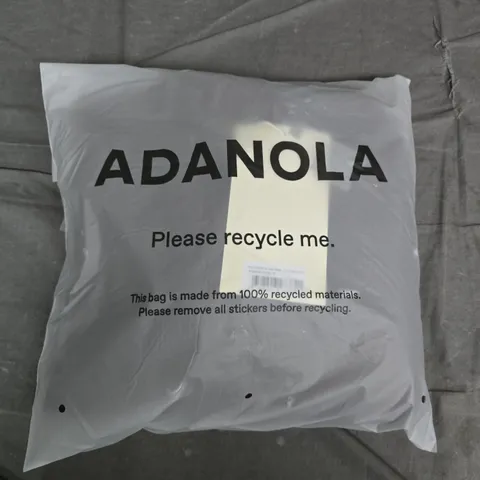 ADANOLA
Please recycle me.
This bag is made from 100% recycled materials.
Please remove all stickers before recycling.